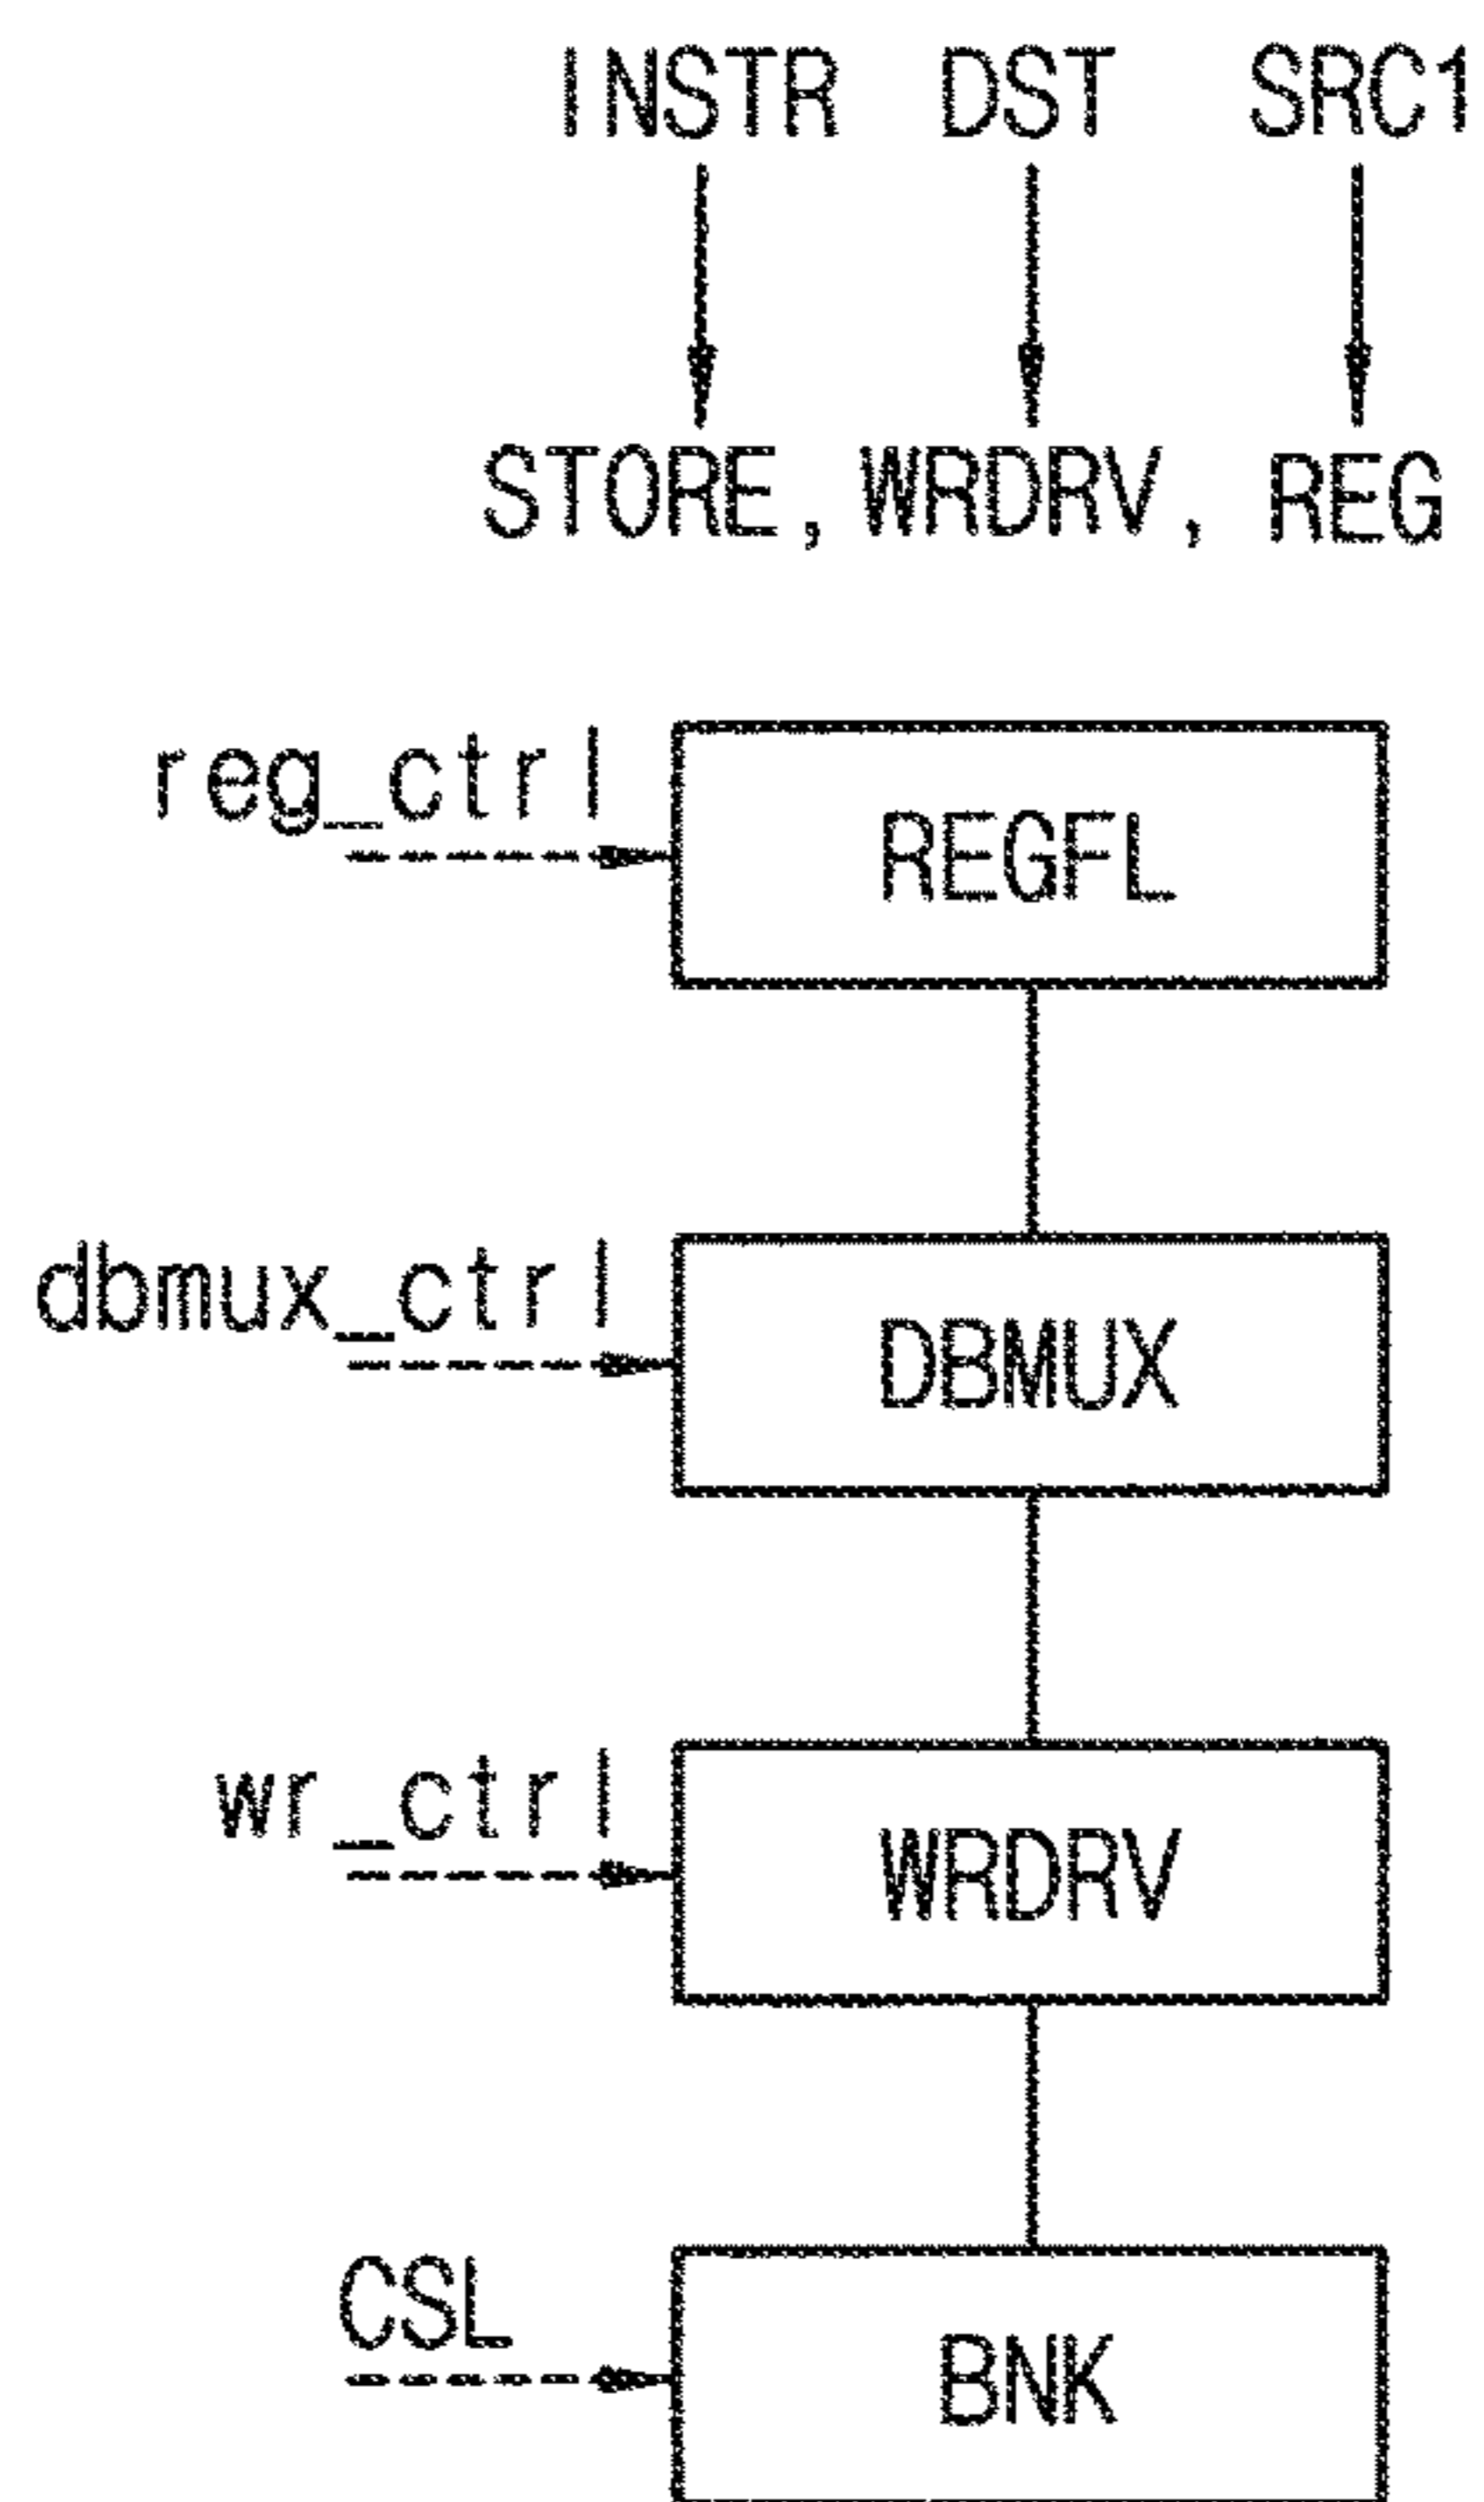 INSTR DST SRC1
STORE, WRDRV, REG
reg_ctrl
REGFL
dbmux_ctrl
DBMUX
wr_ctrl
WRDRV
CSL
BNK